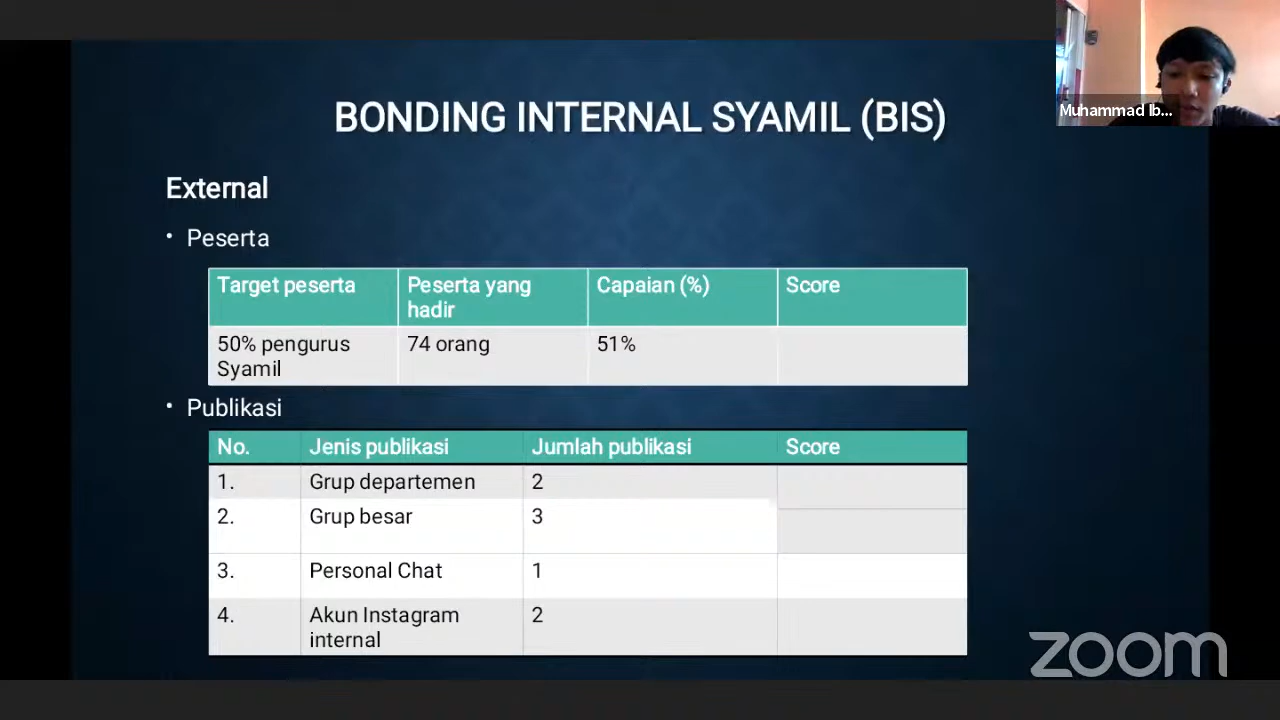 BONDING INTERNAL SYAMIL (BIS)
Muhammad Ib...
External
• Peserta
Target peserta Peserta yang hadir Capaian (%) Score
50% pengurus Syamil 74 orang 51%
• Publikasi
No. Jenis publikasi Jumlah publikasi Score
1. Grup departemen 2
2. Grup besar 3
3. Personal Chat 1
4. Akun Instagram internal 2
zoom